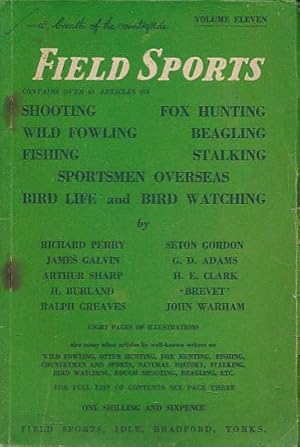 a breath of the countryside
VOLUME ELEVEN
FIELD SPORTS
CONTAINS OVER 40 ARTICLES ON
SHOOTING FOX HUNTING
WILD FOWLING BEAGLING
FISHING STALKING
SPORTSMEN OVERSEAS
BIRD LIFE and BIRD WATCHING
by
RICHARD PERRY SETON GORDON
JAMES GALVIN G. D. ADAMS
ARTHUR SHARP H. E. CLARK
H. BURLAND 'BREVET'
RALPH GREAVES JOHN WARHAM
EIGHT PAGES OF ILLUSTRATIONS
also many other articles by well-known writers on
WILD FOWLING, OTTER HUNTING, FOX HUNTING, FISHING,
COUNTRYMEN AND SPORTS, NATURAL HISTORY, STALKING,
BIRD WATCHING, ROUGH SHOOTING, BEAGLING, ETC.
FOR FULL LIST OF CONTENTS SEE PAGE THREE
ONE SHILLING AND SIXPENCE
FIELD SPORTS, IDLE, BRADFORD, YORKS.